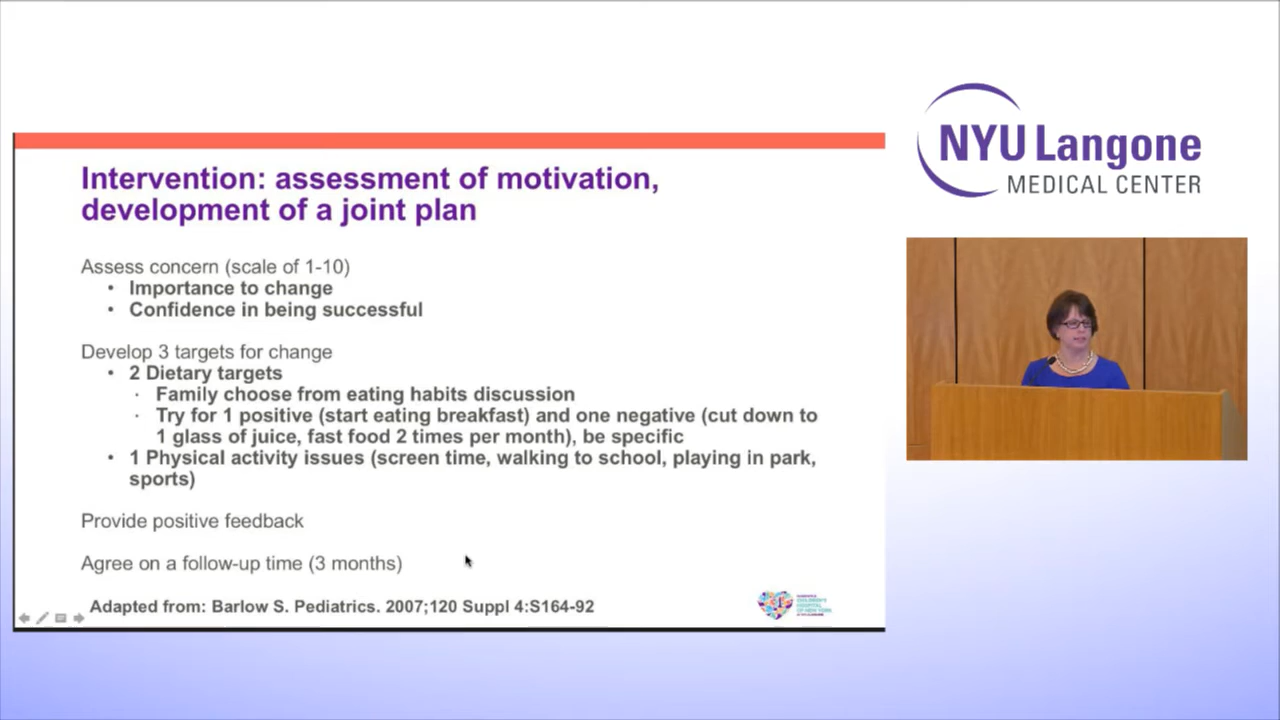 Intervention: assessment of motivation,
development of a joint plan
Assess concern (scale of 1-10)
• Importance to change
• Confidence in being successful
Develop 3 targets for change
• 2 Dietary targets
· Family choose from eating habits discussion
· Try for 1 positive (start eating breakfast) and one negative (cut down to
1 glass of juice, fast food 2 times per month), be specific
• 1 Physical activity issues (screen time, walking to school, playing in park,
sports)
Provide positive feedback
Agree on a follow-up time (3 months)
Adapted from: Barlow S. Pediatrics. 2007;120 Suppl 4:S164-92
CHILDREN'S
HOSPITAL
OF NEW YORK
NYU Langone
MEDICAL CENTER